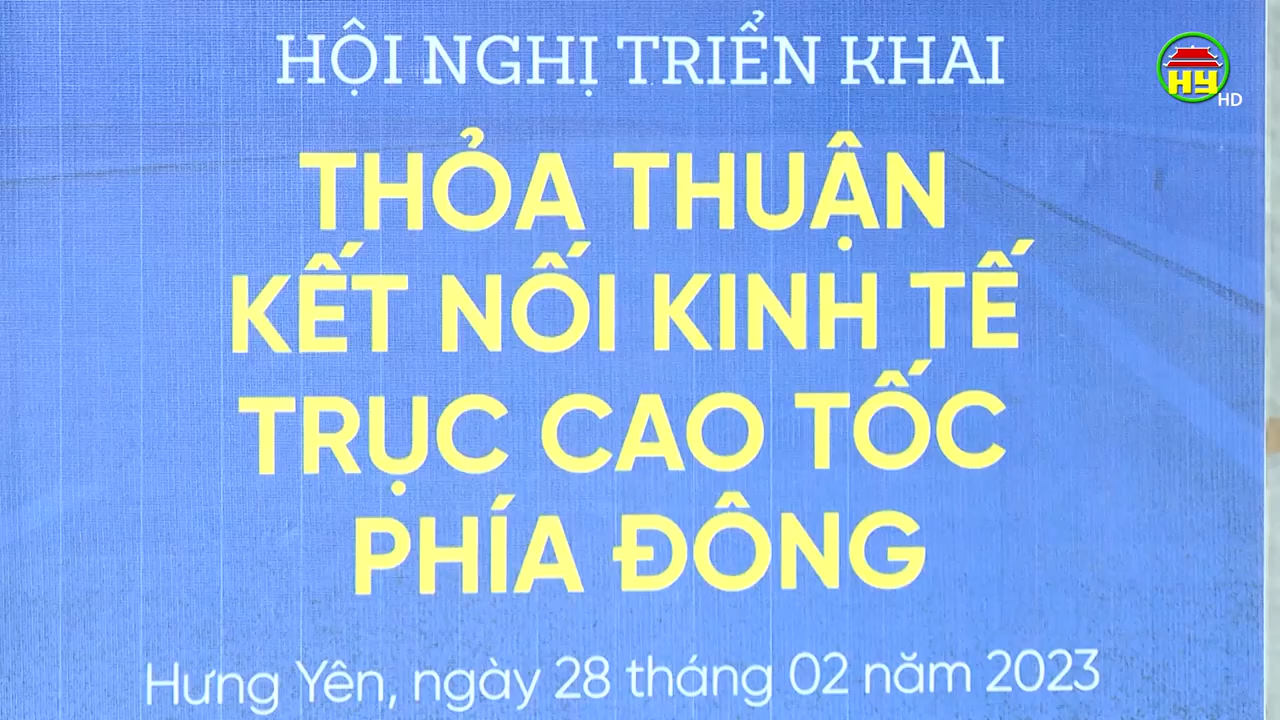 HỘI NGHỊ TRIỂN KHAI
HY
HD
THỎA THUẬN
KẾT NỐI KINH TẾ
TRỤC CAO TỐC
PHÍA ĐÔNG
Hưng Yên, ngày 28 tháng 02 năm 2023